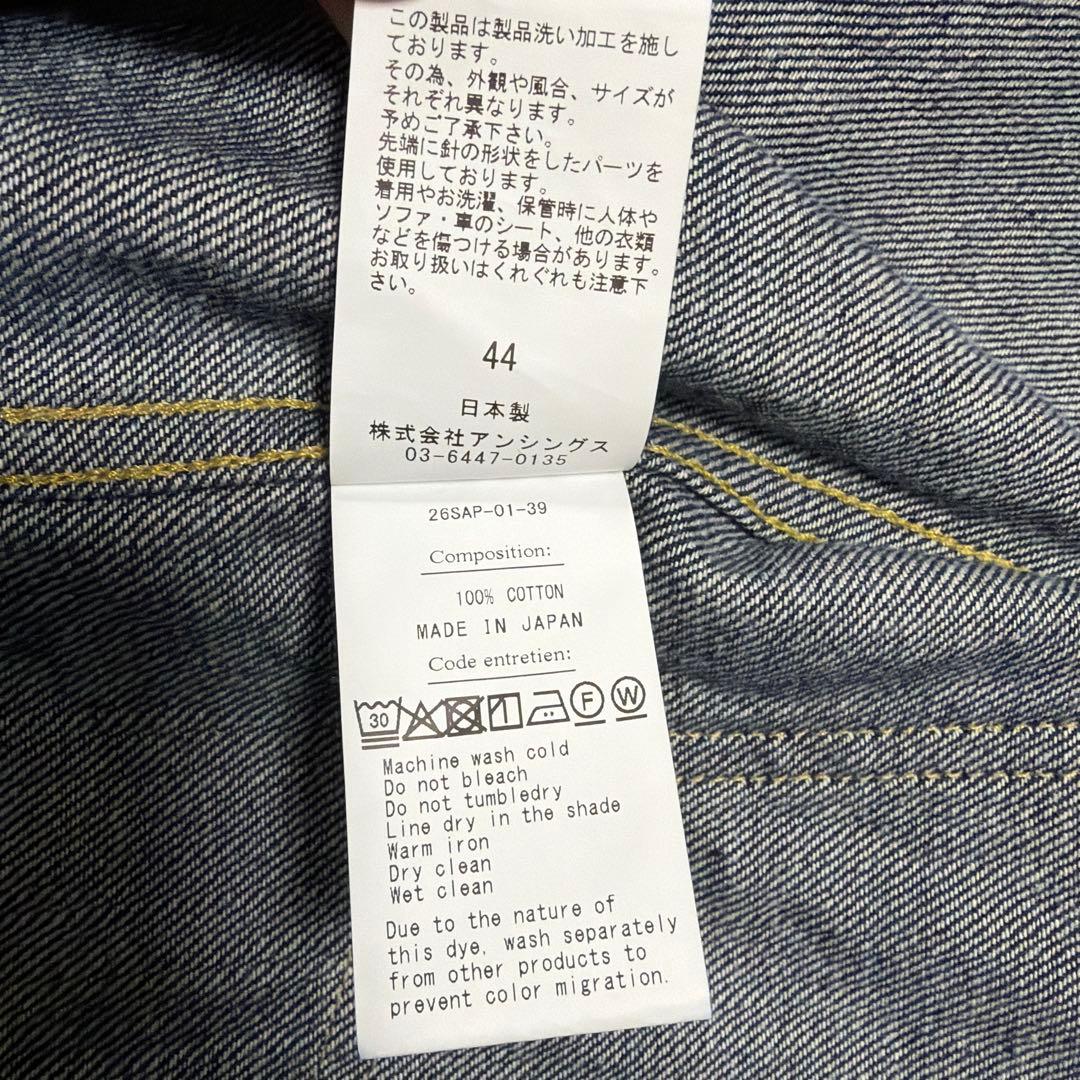 この製品は製品洗い加工を施し
ております。
その為、外観や風合、サイズが
それぞれ異なります。
予めご了承下さい。
先端に針の形状をしたパーツを
使用しております。
着用やお洗濯、保管時に人体や
ソファ・車のシート、他の衣類
などを傷つける場合があります。
お取り扱いはくれぐれも注意下
さい。
44
日本製
株式会社アンシングス
03-6447-0135
26SAP-01-39
Composition:
100% COTTON
MADE IN JAPAN
Code entretien:
30 F W
Machine wash cold
Do not bleach
Do not tumbledry
Line dry in the shade
Warm iron
Dry clean
Wet clean
Due to the nature of
this dye, wash separately
from other products to
prevent color migration.